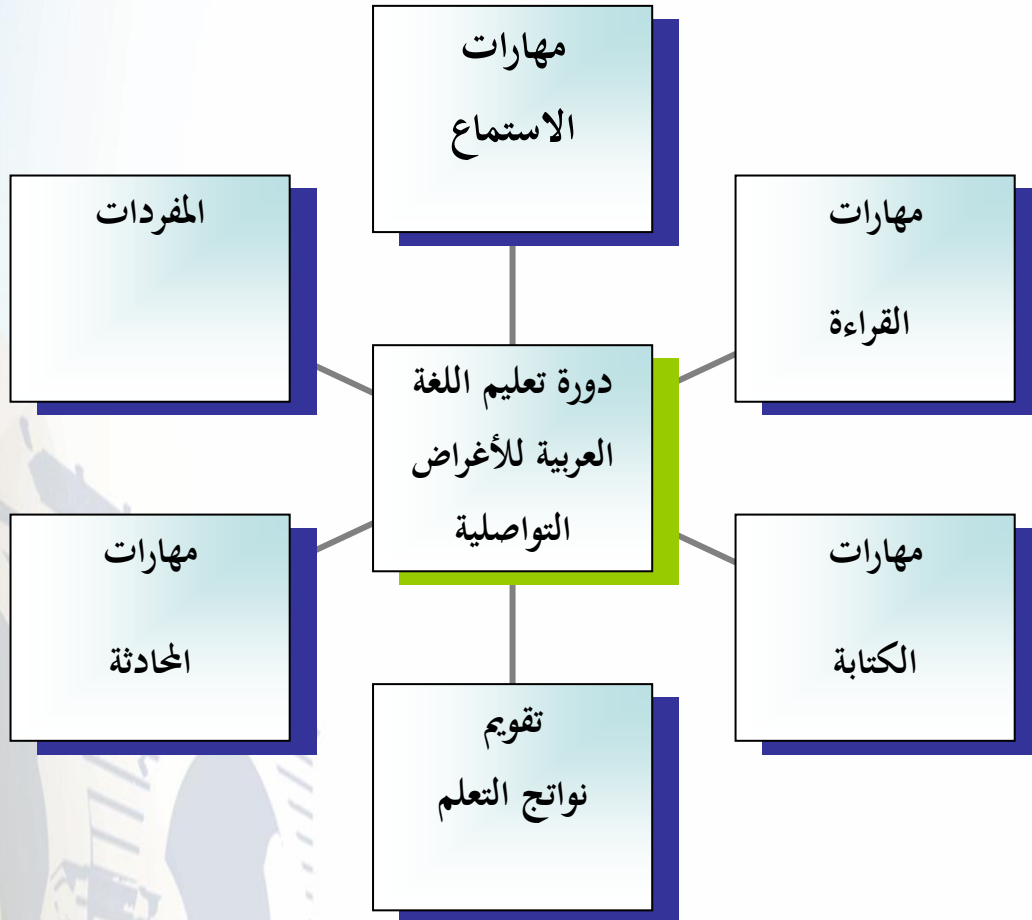 مهارات
الاستماع
مهارات
القراءة
المفردات
دورة تعليم اللغة
العربية للأغراض
التواصلية
مهارات
الكتابة
مهارات
المحادثة
تقويم
نواتج التعلم